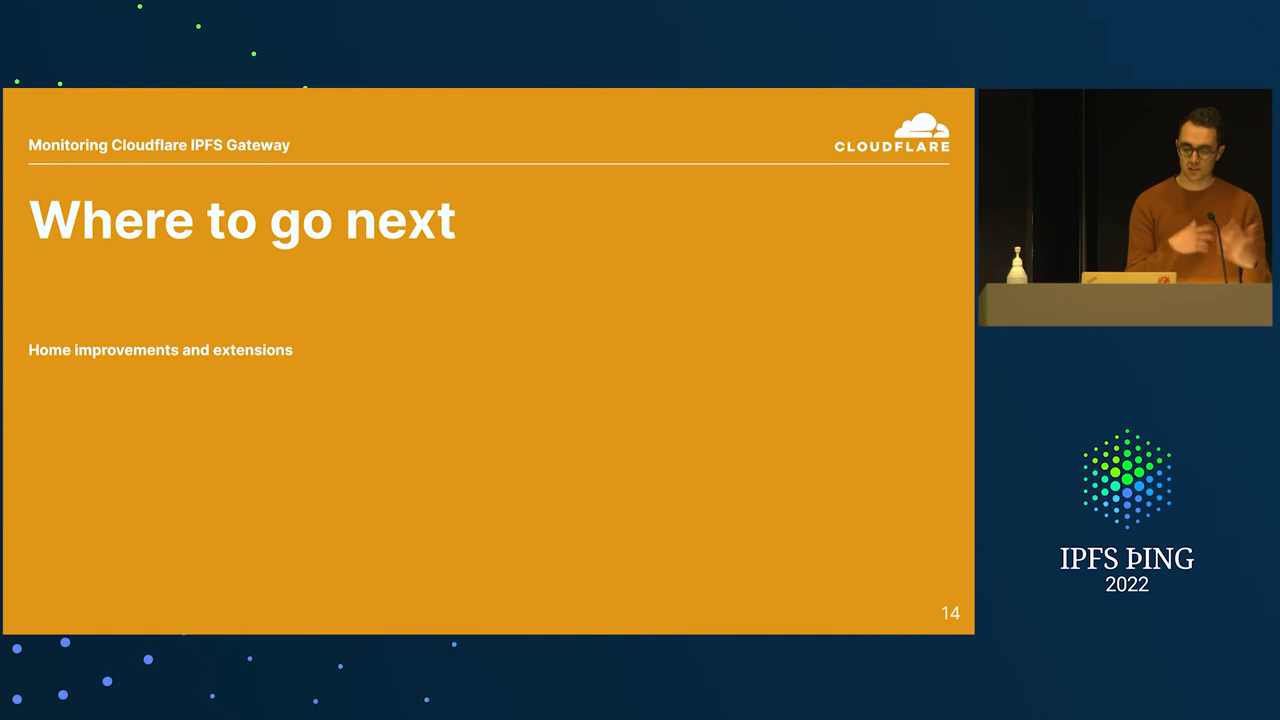 Monitoring Cloudflare IPFS Gateway
CLOUDFLARE
Where to go next
Home improvements and extensions
14
IPFS ÞING
2022